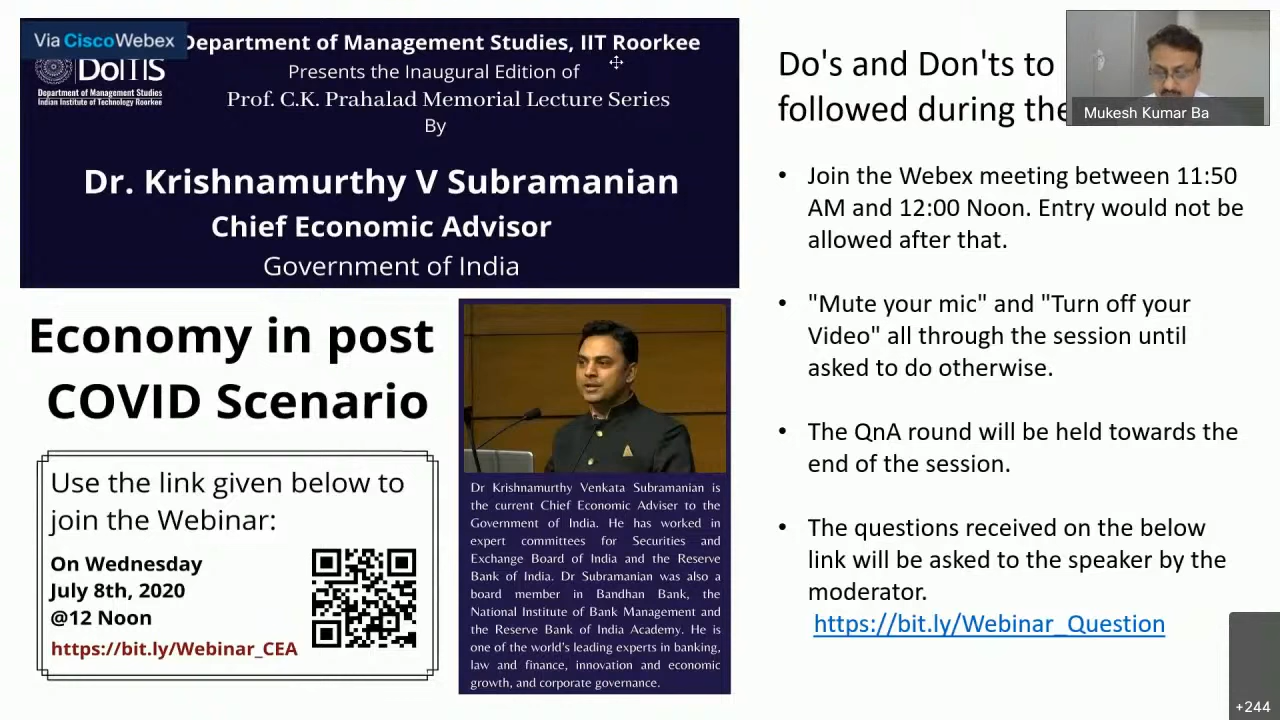 Via CiscoWebex
Department of Management Studies, IIT Roorkee
DoMS
Department of Management Studies
Indian Institute of Technology Roorkee
Presents the Inaugural Edition of
Prof. C.K. Prahalad Memorial Lecture Series
By
Dr. Krishnamurthy V Subramanian
Chief Economic Advisor
Government of India
Economy in post
COVID Scenario
Use the link given below to
join the Webinar:
On Wednesday
July 8th, 2020
@12 Noon
https://bit.ly/Webinar_CEA
Dr Krishnamurthy Venkata Subramanian is
the current Chief Economic Adviser to the
Government of India. He has worked in
expert committees for Securities and
Exchange Board of India and the Reserve
Bank of India. Dr Subramanian was also a
board member in Bandhan Bank, the
National Institute of Bank Management and
the Reserve Bank of India Academy. He is
one of the world's leading experts in banking,
law and finance, innovation and economic
growth, and corporate governance.
Do's and Don'ts to
followed during the
Mukesh Kumar Ba
• Join the Webex meeting between 11:50
AM and 12:00 Noon. Entry would not be
allowed after that.
• "Mute your mic" and "Turn off your
Video" all through the session until
asked to do otherwise.
• The QnA round will be held towards the
end of the session.
• The questions received on the below
link will be asked to the speaker by the
moderator.
https://bit.ly/Webinar_Question
+244